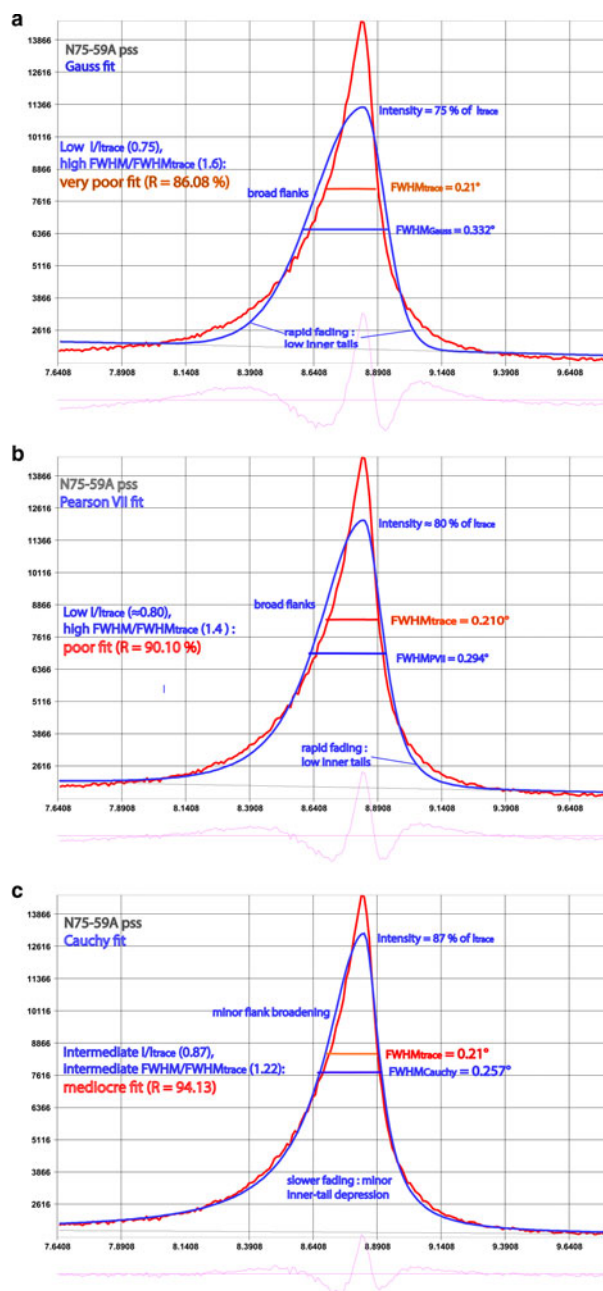 a
13866
N75-59A pss
Gauss fit
12616
11366
Intensity = 75 % of Itrace
10116
Low I/Itrace (0.75),
high FWHM/FWHMtrace (1.6):
very poor fit (R = 86.08 %)
8866
broad flanks
FWHMtrace = 0.21°
7616
6366
FWHMGauss = 0.332°
5116
3866
2616
rapid fading :
low inner tails
7.6408 7.8908 8.1408 8.3908 8.6408 8.8908 9.1408 9.3908 9.6408
b
13866
N75-59A pss
Pearson VII fit
12616
Intensity ≈ 80 % of Itrace
11366
10116
8866
broad flanks
Low I/Itrace (≈0.80),
high FWHM/FWHMtrace (1.4) :
poor fit (R = 90.10 %)
FWHMtrace = 0.210°
7616
FWHMPVII = 0.294°
6366
5116
3866
rapid fading :
low inner tails
2616
7.6408 7.8908 8.1408 8.3908 8.6408 8.8908 9.1408 9.3908 9.6408
c
13866
N75-59A pss
Cauchy fit
Intensity = 87 % of Itrace
12616
11366
minor flank broadening
10116
8866
Intermediate I/Itrace (0.87),
Intermediate FWHM/FWHMtrace (1.22):
mediocre fit (R = 94.13)
FWHMtrace = 0.21°
FWHMCauchy = 0.257°
7616
6366
5116
3866
slower fading : minor
inner-tail depression
2616
7.6408 7.8908 8.1408 8.3908 8.6408 8.8908 9.1408 9.3908 9.6408